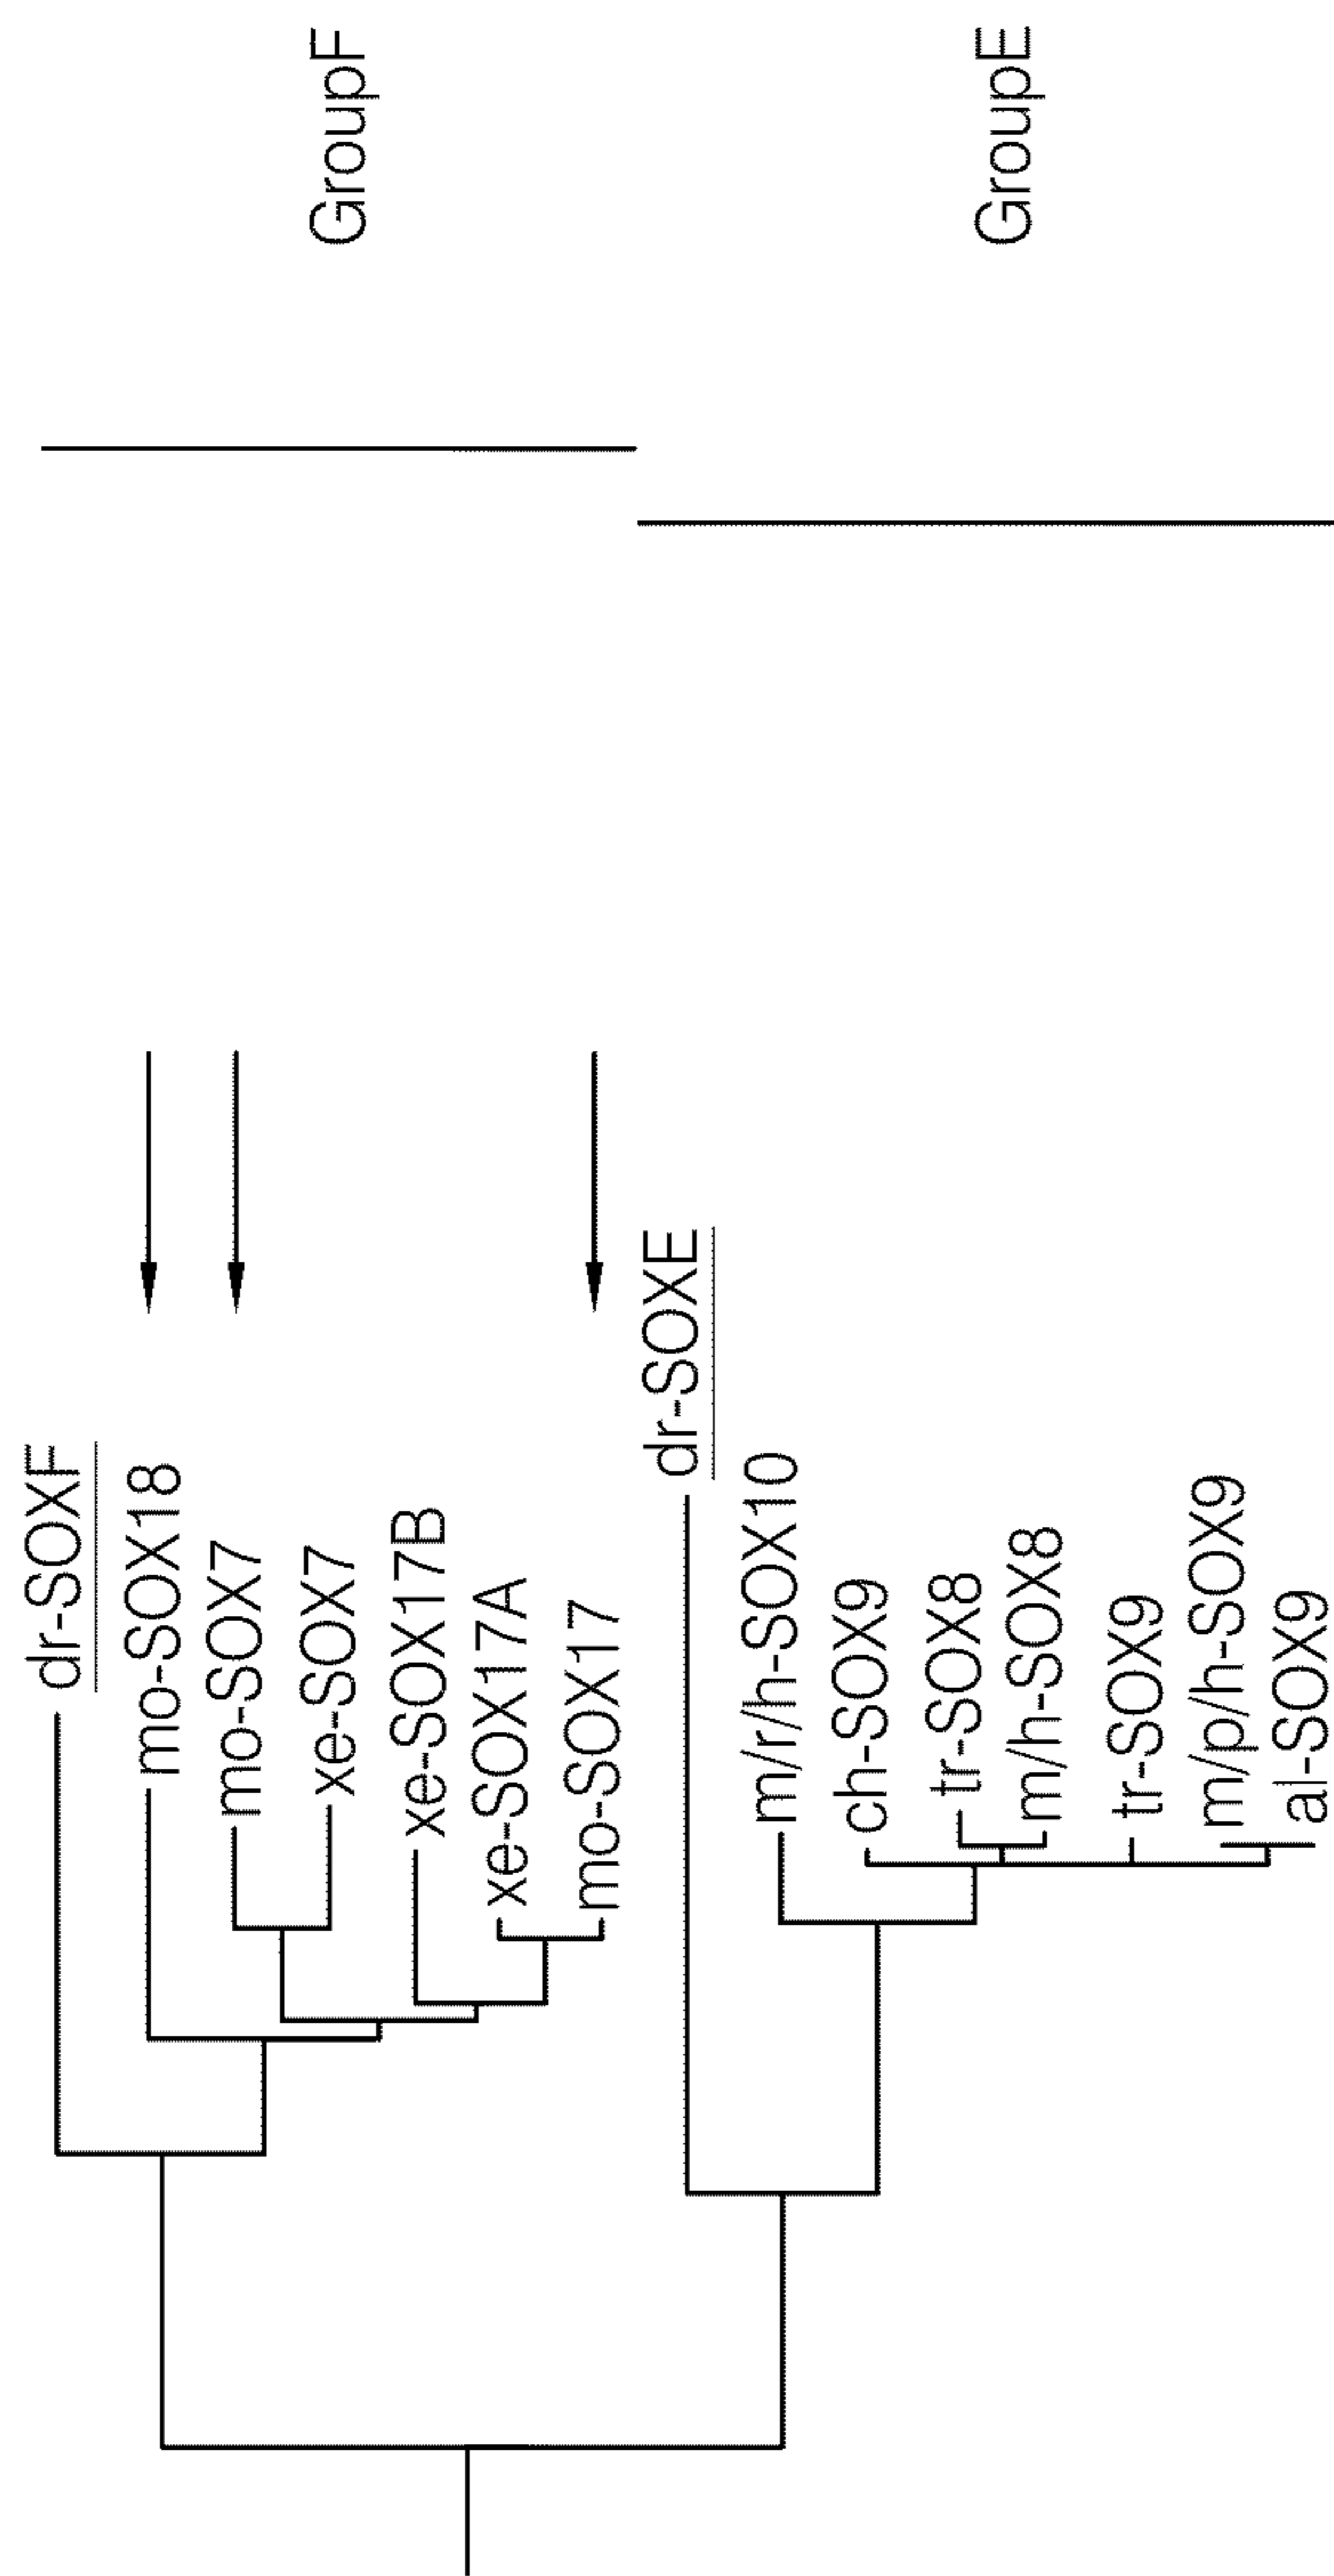 dr-SOXF
mo-SOX18
mo-SOX7
xe-SOX7
xe-SOX17B
xe-SOX17A
mo-SOX17
GroupF
dr-SOXE
m/r/h-SOX10
ch-SOX9
tr-SOX8
m/h-SOX8
tr-SOX9
m/p/h-SOX9
al-SOX9
GroupE